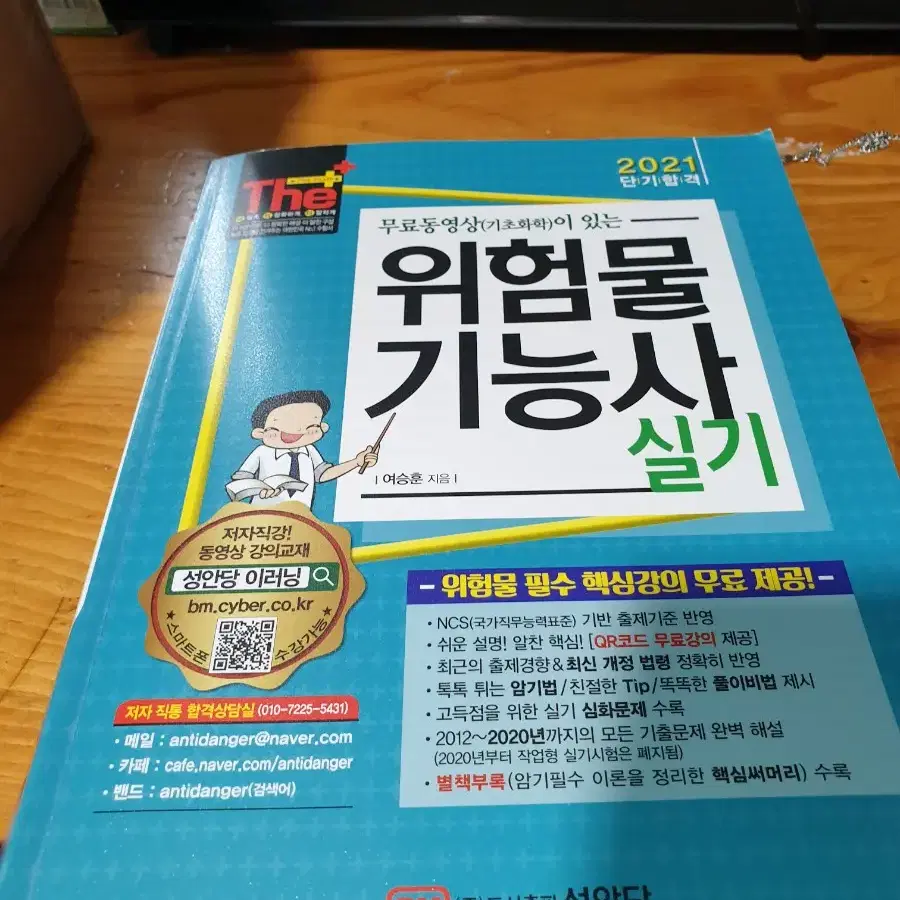 The
2021
단기합격
무료동영상(기초화학)이 있는
위험물
기능사
실기
여승훈 지음
저자직강!
동영상 강의교재
성안당 이러닝
bm.cyber.co.kr
스마트폰 수강가능
- 위험물 필수 핵심강의 무료 제공! -
• NCS(국가직무능력표준) 기반 출제기준 반영
• 쉬운 설명! 알찬 핵심! [QR코드 무료강의 제공]
• 최근의 출제경향 & 최신 개정 법령 정확히 반영
• 톡톡 튀는 암기법/친절한 Tip/똑똑한 풀이비법 제시
• 고득점을 위한 실기 심화문제 수록
• 2012~2020년까지의 모든 기출문제 완벽 해설
(2020년부터 작업형 실기시험은 폐지됨)
• 별책부록(암기필수 이론을 정리한 핵심써머리) 수록
저자 직통 합격상담실(010-7225-5431)
• 메일 : antidanger@naver.com
• 카페 : cafe.naver.com/antidanger
• 밴드 : antidanger(검색어)
성안당